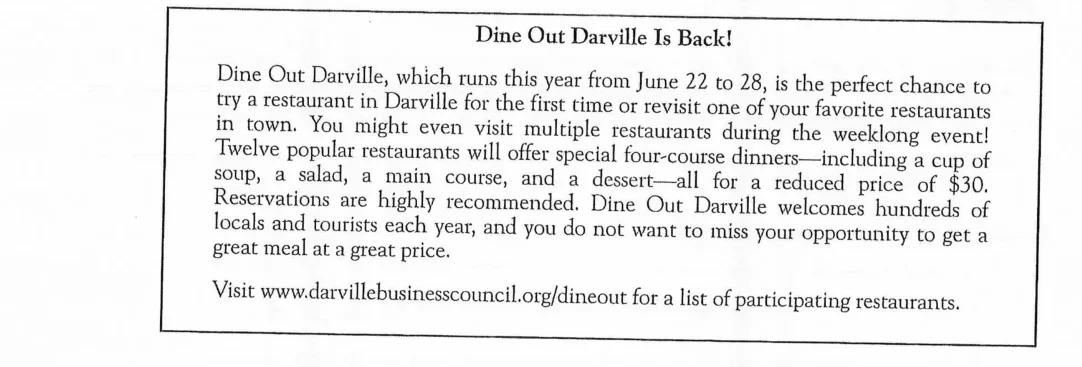 Dine Out Darville Is Back!
Dine Out Darville, which runs this year from June 22 to 28, is the perfect chance to
try a restaurant in Darville for the first time or revisit one of your favorite restaurants
in town. You might even visit multiple restaurants during the weeklong event!
Twelve popular restaurants will offer special four-course dinners—including a cup of
soup, a salad, a main course, and a dessert—all for a reduced price of $30.
Reservations are highly recommended. Dine Out Darville welcomes hundreds of
locals and tourists each year, and you do not want to miss your opportunity to get a
great meal at a great price.
Visit www.darvillebusinesscouncil.org/dineout for a list of participating restaurants.